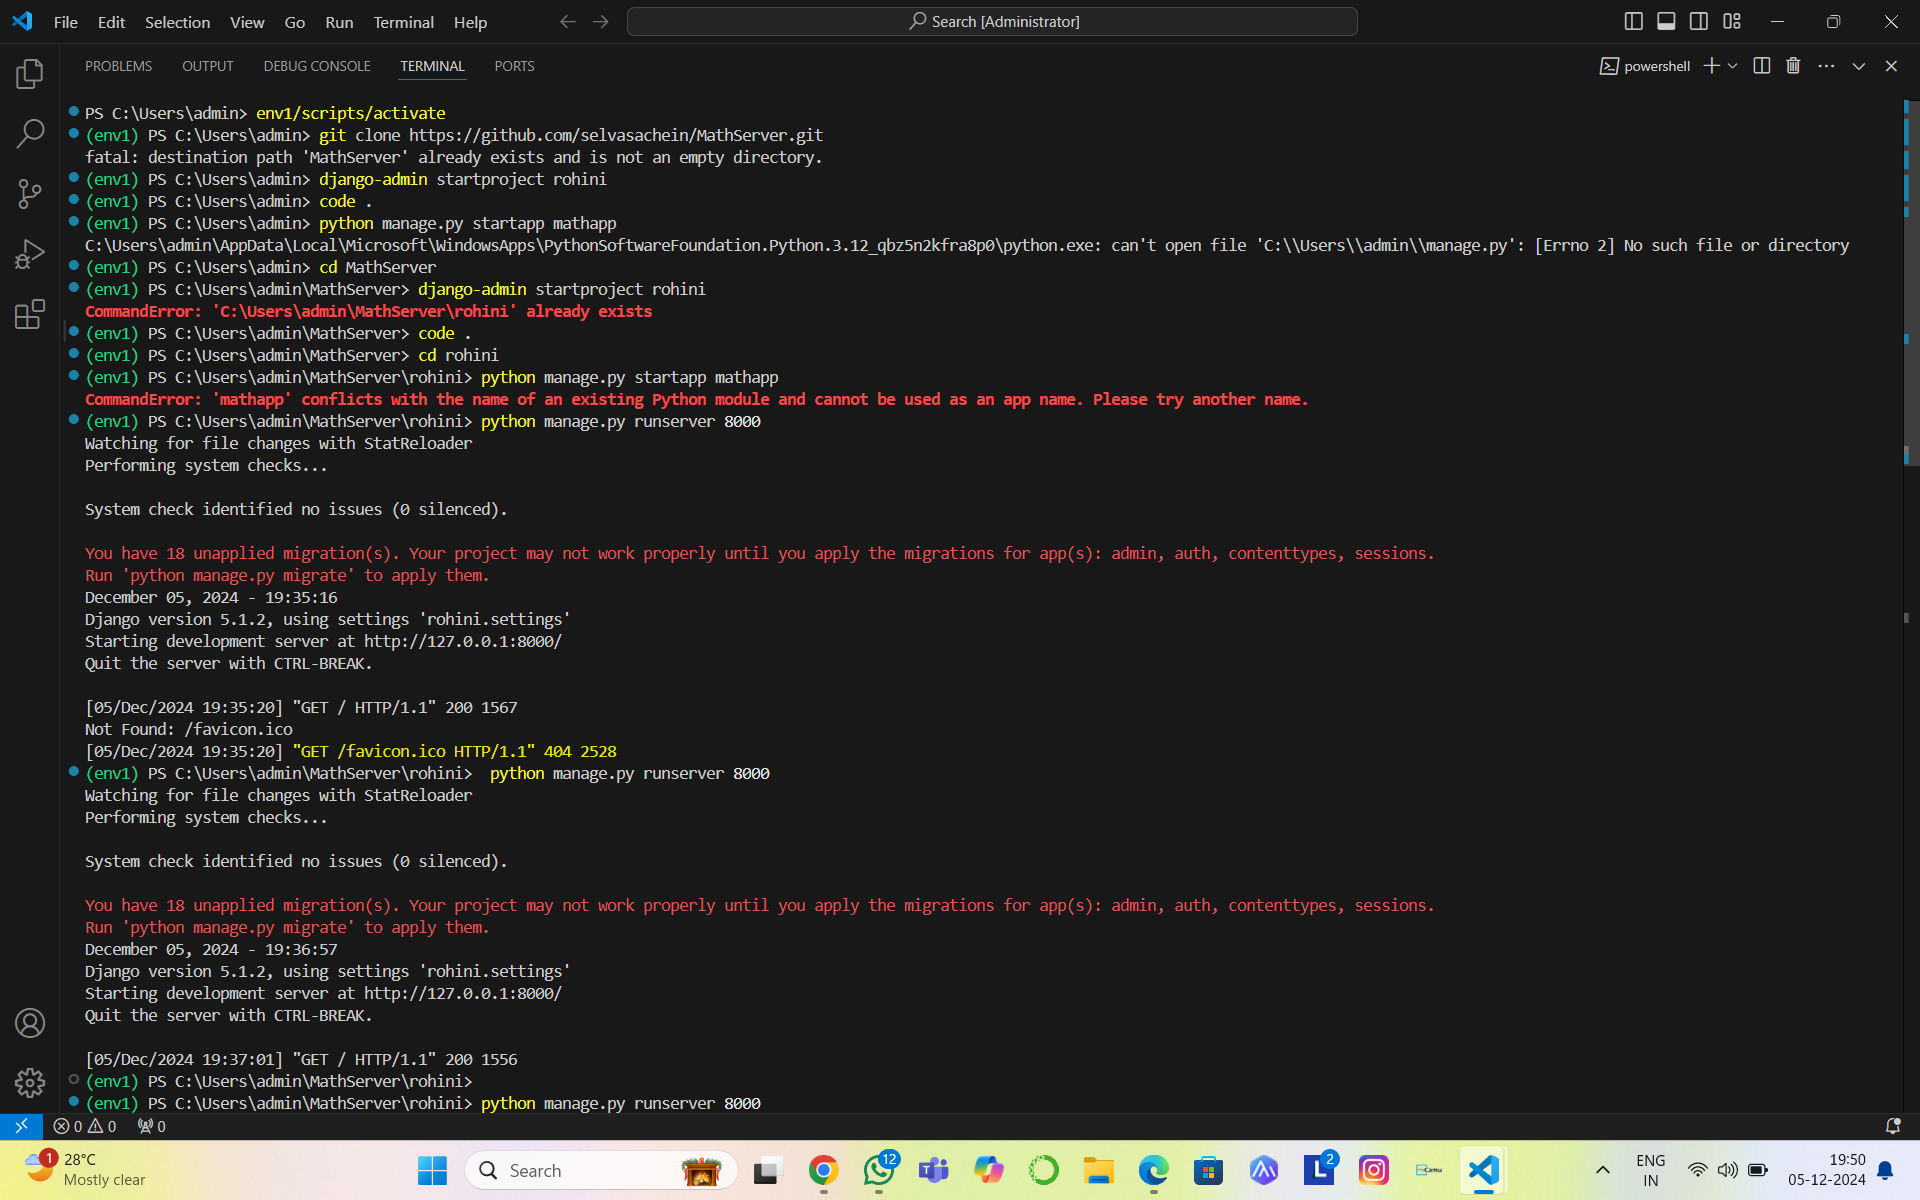 File Edit Selection View Go Run Terminal Help
Search [Administrator]
PROBLEMS OUTPUT DEBUG CONSOLE TERMINAL PORTS
powershell
PS C:\Users\admin> env1/scripts/activate
(env1) PS C:\Users\admin> git clone https://github.com/selvasachein/MathServer.git
fatal: destination path 'MathServer' already exists and is not an empty directory.
(env1) PS C:\Users\admin> django-admin startproject rohini
(env1) PS C:\Users\admin> code .
(env1) PS C:\Users\admin> python manage.py startapp mathapp
C:\Users\admin\AppData\Local\Microsoft\WindowsApps\PythonSoftwareFoundation.Python.3.12_qbz5n2kfra8p0\python.exe: can't open file 'C:\\Users\\admin\\manage.py': [Errno 2] No such file or directory
(env1) PS C:\Users\admin> cd MathServer
(env1) PS C:\Users\admin\MathServer> django-admin startproject rohini
CommandError: 'C:\Users\admin\MathServer\rohini' already exists
(env1) PS C:\Users\admin\MathServer> code .
(env1) PS C:\Users\admin\MathServer> cd rohini
(env1) PS C:\Users\admin\MathServer\rohini> python manage.py startapp mathapp
CommandError: 'mathapp' conflicts with the name of an existing Python module and cannot be used as an app name. Please try another name.
(env1) PS C:\Users\admin\MathServer\rohini> python manage.py runserver 8000
Watching for file changes with StatReloader
Performing system checks...
System check identified no issues (0 silenced).
You have 18 unapplied migration(s). Your project may not work properly until you apply the migrations for app(s): admin, auth, contenttypes, sessions.
Run 'python manage.py migrate' to apply them.
December 05, 2024 - 19:35:16
Django version 5.1.2, using settings 'rohini.settings'
Starting development server at http://127.0.0.1:8000/
Quit the server with CTRL-BREAK.
[05/Dec/2024 19:35:20] "GET / HTTP/1.1" 200 1567
Not Found: /favicon.ico
[05/Dec/2024 19:35:20] "GET /favicon.ico HTTP/1.1" 404 2528
(env1) PS C:\Users\admin\MathServer\rohini>  python manage.py runserver 8000
Watching for file changes with StatReloader
Performing system checks...
System check identified no issues (0 silenced).
You have 18 unapplied migration(s). Your project may not work properly until you apply the migrations for app(s): admin, auth, contenttypes, sessions.
Run 'python manage.py migrate' to apply them.
December 05, 2024 - 19:36:57
Django version 5.1.2, using settings 'rohini.settings'
Starting development server at http://127.0.0.1:8000/
Quit the server with CTRL-BREAK.
[05/Dec/2024 19:37:01] "GET / HTTP/1.1" 200 1556
(env1) PS C:\Users\admin\MathServer\rohini>
(env1) PS C:\Users\admin\MathServer\rohini> python manage.py runserver 8000
0 0 0
1
28°C
Mostly clear
Search
12
L 2
Camu
ENG
IN
19:50
05-12-2024